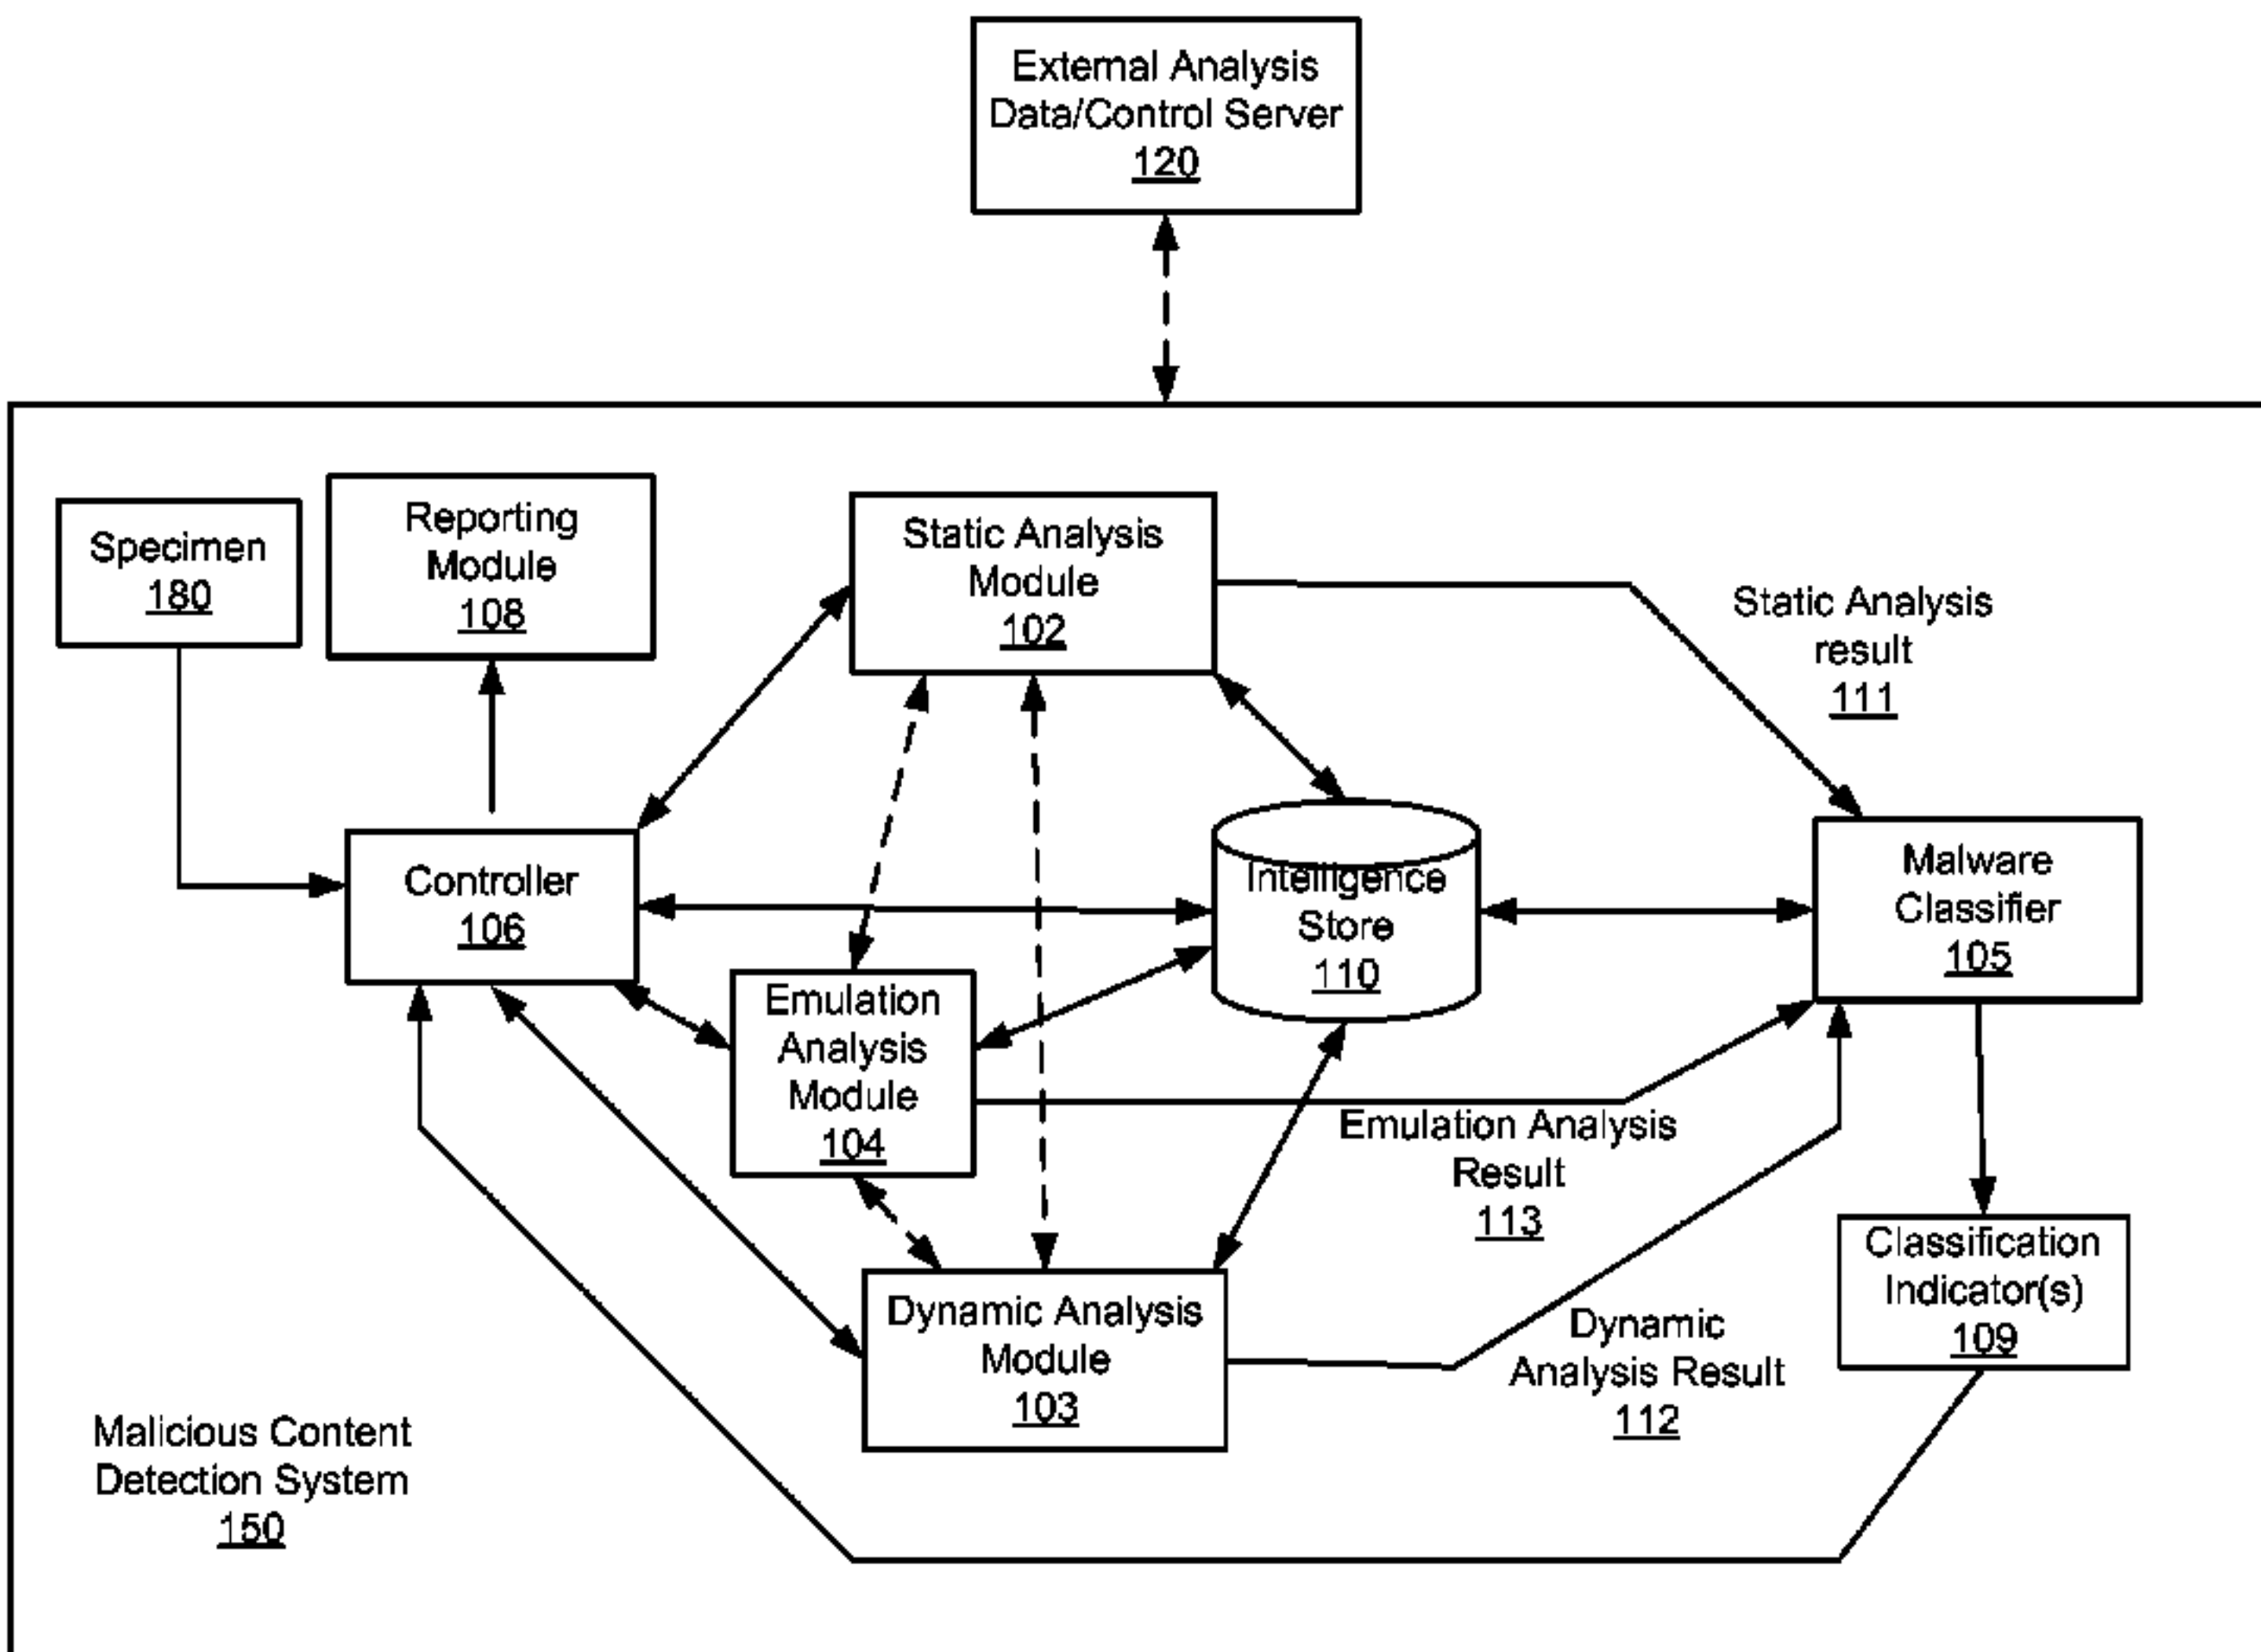 External Analysis
Data/Control Server
120
Specimen
180
Reporting
Module
108
Static Analysis
Module
102
Static Analysis
result
111
Controller
106
Intelligence
Store
110
Malware
Classifier
105
Emulation
Analysis
Module
104
Emulation Analysis
Result
113
Classification
Indicator(s)
109
Dynamic Analysis
Module
103
Dynamic
Analysis Result
112
Malicious Content
Detection System
150